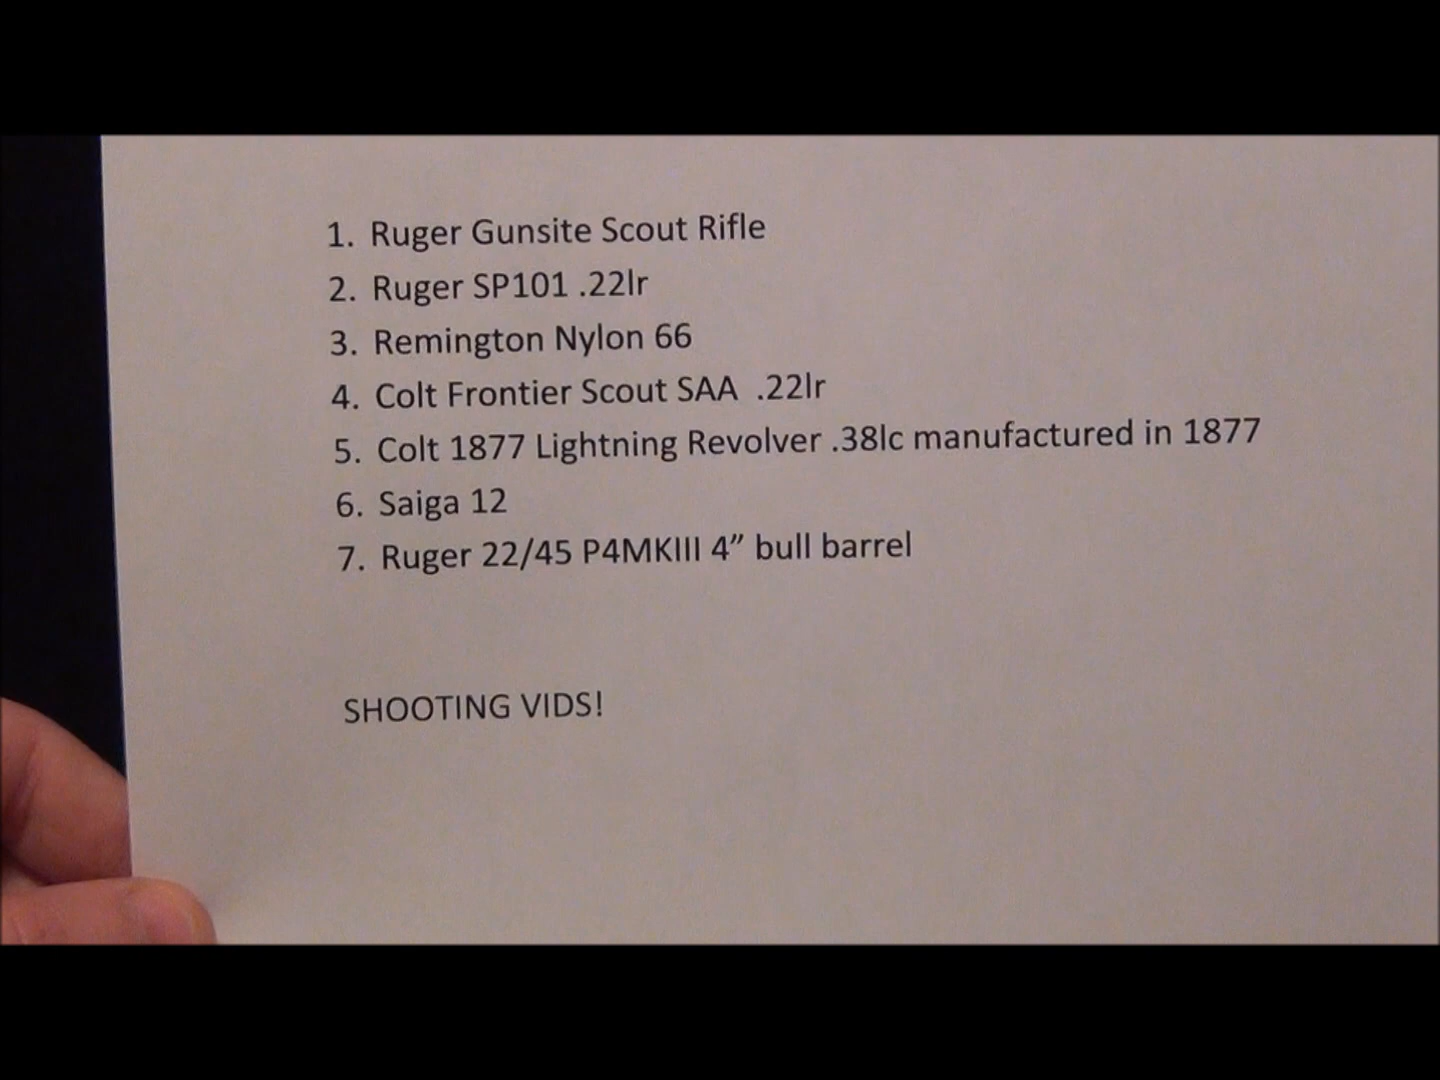 1. Ruger Gunsite Scout Rifle
2. Ruger SP101 .22lr
3. Remington Nylon 66
4. Colt Frontier Scout SAA  .22lr
5. Colt 1877 Lightning Revolver .38lc manufactured in 1877
6. Saiga 12
7. Ruger 22/45 P4MKIII 4” bull barrel
SHOOTING VIDS!